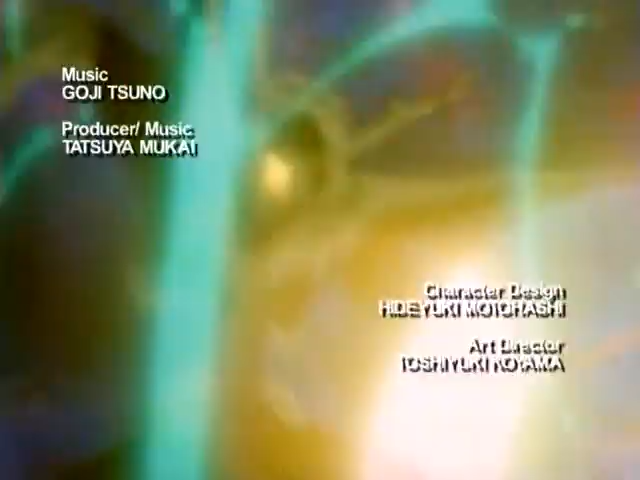 Music
GOJI TSUNO
Producer/ Music
TATSUYA MUKAI
Character Design
HIDEYUKI MOTOHASHI
Art Director
TOSHIYUKI KOYAMA